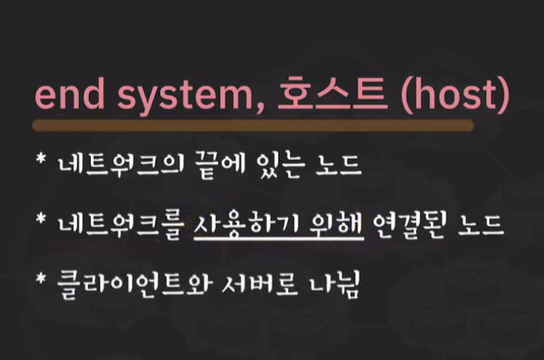 end system, 호스트 (host)
* 네트워크의 끝에 있는 노드
* 네트워크를 사용하기 위해 연결된 노드
* 클라이언트와 서버로 나뉨